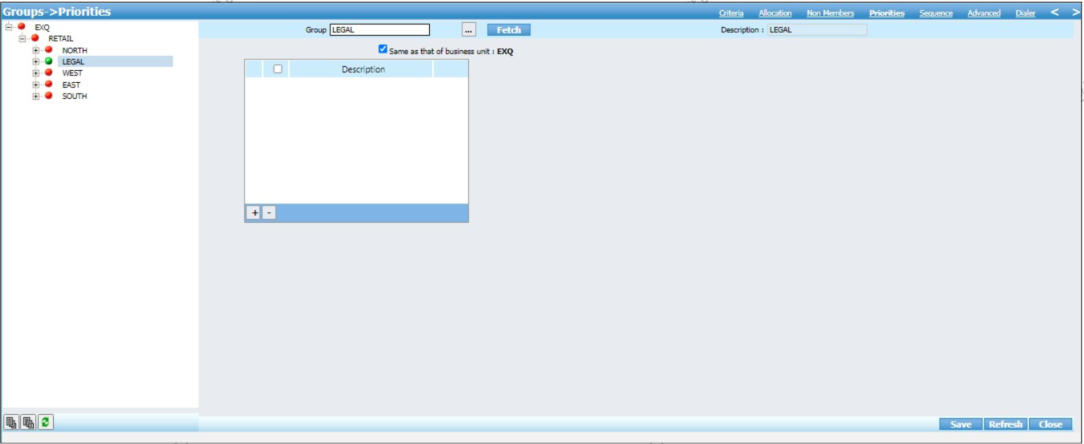 Groups->Priorities
Criteria Allocation Non Members Priorities Sequence Advanced Dialer < >
EXQ
RETAIL
NORTH
LEGAL
WEST
EAST
SOUTH
Group LEGAL ... Fetch Description : LEGAL
Same as that of business unit : EXQ
Description
+ -
Save Refresh Close